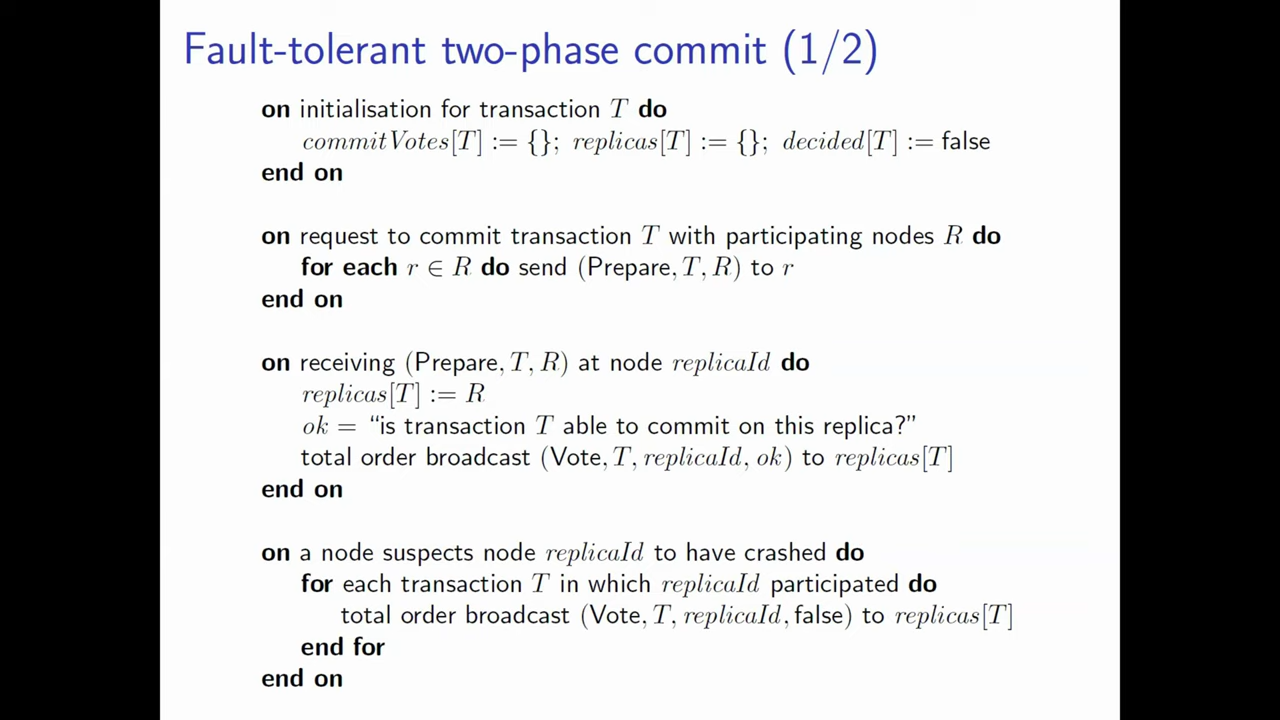 Fault-tolerant two-phase commit (1/2)
on initialisation for transaction T do
commitVotes[T] := {}; replicas[T] := {}; decided[T] := false
end on
on request to commit transaction T with participating nodes R do
for each r ∈ R do send (Prepare, T, R) to r
end on
on receiving (Prepare, T, R) at node replicaId do
replicas[T] := R
ok = “is transaction T able to commit on this replica?”
total order broadcast (Vote, T, replicaId, ok) to replicas[T]
end on
on a node suspects node replicaId to have crashed do
for each transaction T in which replicaId participated do
total order broadcast (Vote, T, replicaId, false) to replicas[T]
end for
end on